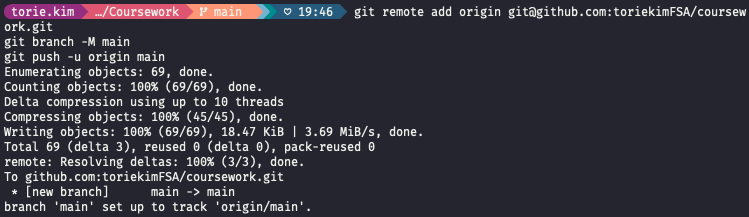 torie.kim …/Coursework main 19:46 git remote add origin git@github.com:toriekimFSA/coursew
ork.git
git branch -M main
git push -u origin main
Enumerating objects: 69, done.
Counting objects: 100% (69/69), done.
Delta compression using up to 10 threads
Compressing objects: 100% (45/45), done.
Writing objects: 100% (69/69), 18.47 KiB | 3.69 MiB/s, done.
Total 69 (delta 3), reused 0 (delta 0), pack-reused 0
remote: Resolving deltas: 100% (3/3), done.
To github.com:toriekimFSA/coursework.git
 * [new branch]      main -> main
branch 'main' set up to track 'origin/main'.